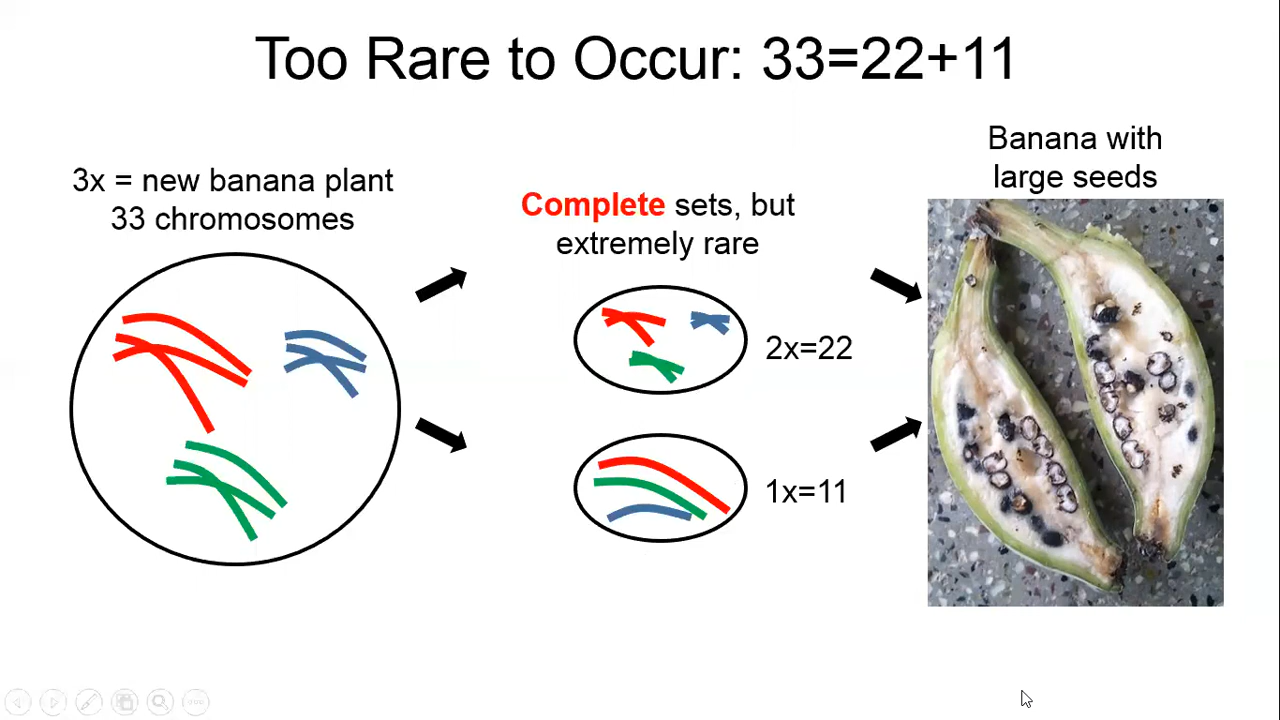 Too Rare to Occur: 33=22+11
3x = new banana plant
33 chromosomes
Complete sets, but
extremely rare
2x=22
1x=11
Banana with
large seeds